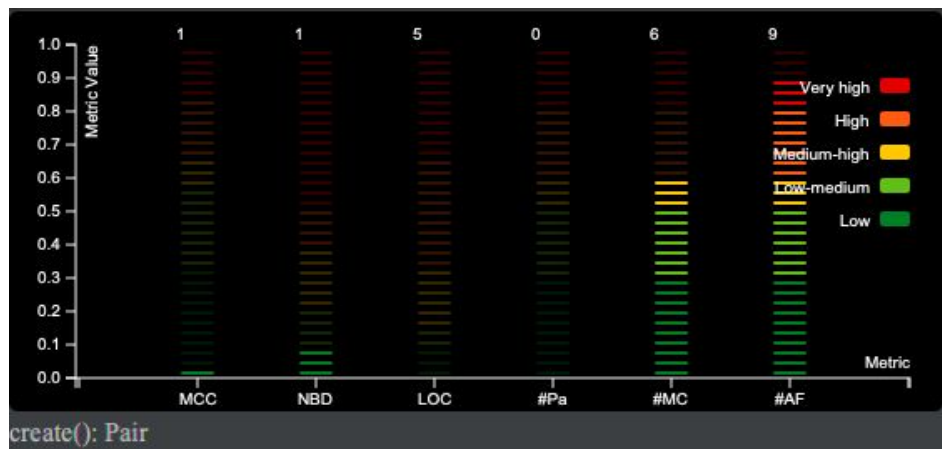 1 1 5 0 6 9
1.0
Metric Value
0.9
Very high
0.8
High
0.7
Medium-high
0.6
Low-medium
0.5
Low
0.4
0.3
0.2
0.1
Metric
0.0
MCC NBD LOC #Pa #MC #AF
create(): Pair